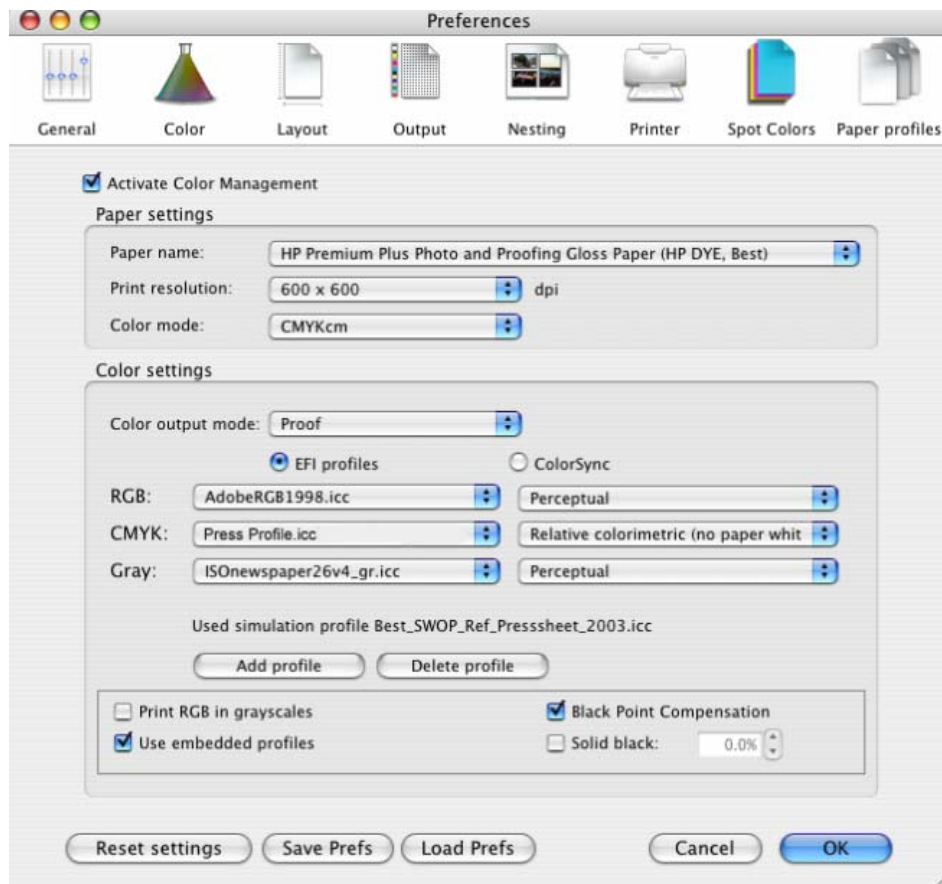 Preferences
General Color Layout Output Nesting Printer Spot Colors Paper profiles
Activate Color Management
Paper settings
Paper name: HP Premium Plus Photo and Proofing Gloss Paper (HP DYE, Best)
Print resolution: 600 x 600 dpi
Color mode: CMYKcm
Color settings
Color output mode: Proof
EFI profiles ColorSync
RGB: AdobeRGB1998.icc Perceptual
CMYK: Press Profile.icc Relative colorimetric (no paper whit
Gray: ISOnewspaper26v4_gr.icc Perceptual
Used simulation profile Best_SWOP_Ref_Presssheet_2003.icc
Add profile Delete profile
Print RGB in grayscales Black Point Compensation
Use embedded profiles Solid black: 0.0%
Reset settings Save Prefs Load Prefs Cancel OK